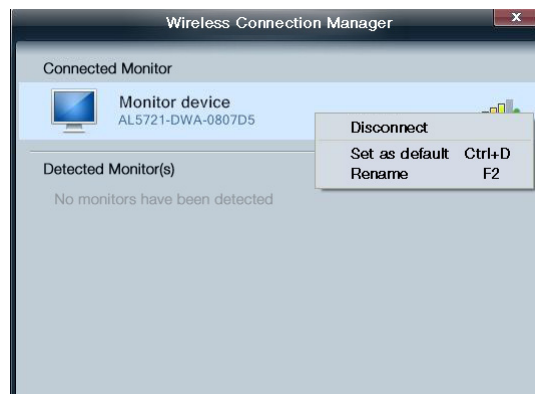 Wireless Connection Manager
x
Connected Monitor
Monitor device
AL5721-DWA-0807D5
Disconnect
Set as default Ctrl+D
Rename F2
Detected Monitor(s)
No monitors have been detected